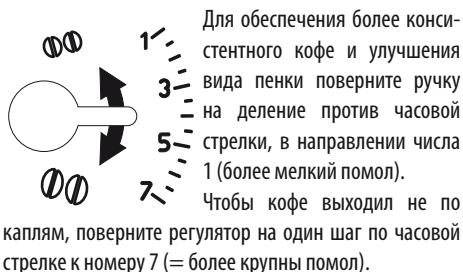 Для обеспечения более конси-
стентного кофе и улучшения
вида пенки поверните ручку
на деление против часовой
стрелки, в направлении числа
1 (более мелкий помол).
Чтобы кофе выходил не по
каплям, поверните регулятор на один шаг по часовой
стрелке к номеру 7 (= более крупны помол).
1
3
5
7